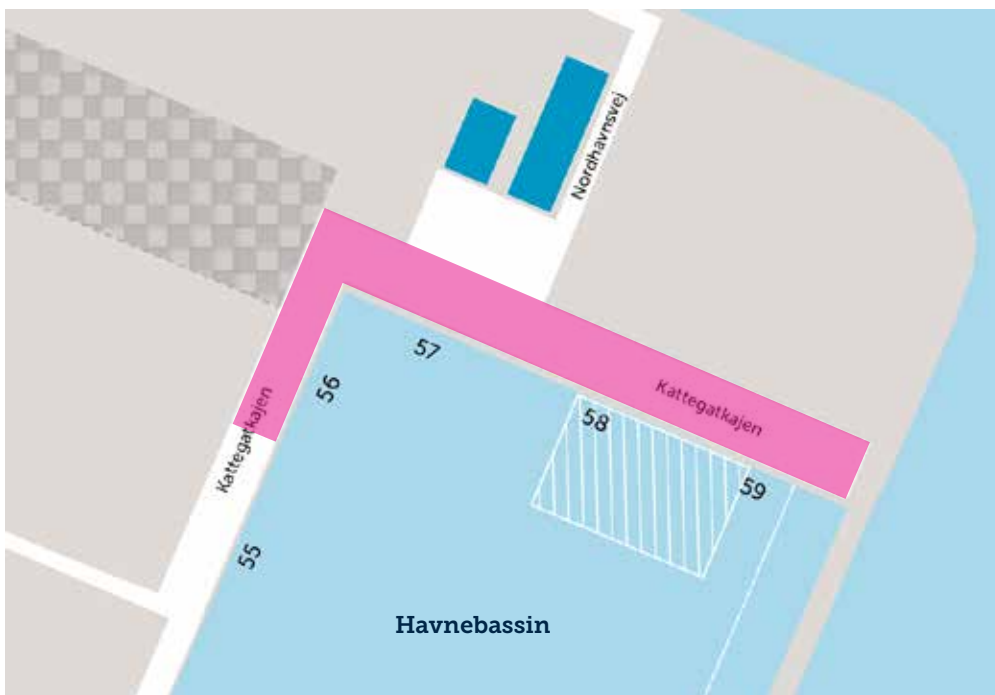 Nordhavnsvej
57
Kattegatkajen
56
58
Kattegatkajen
59
55
Havnebassin